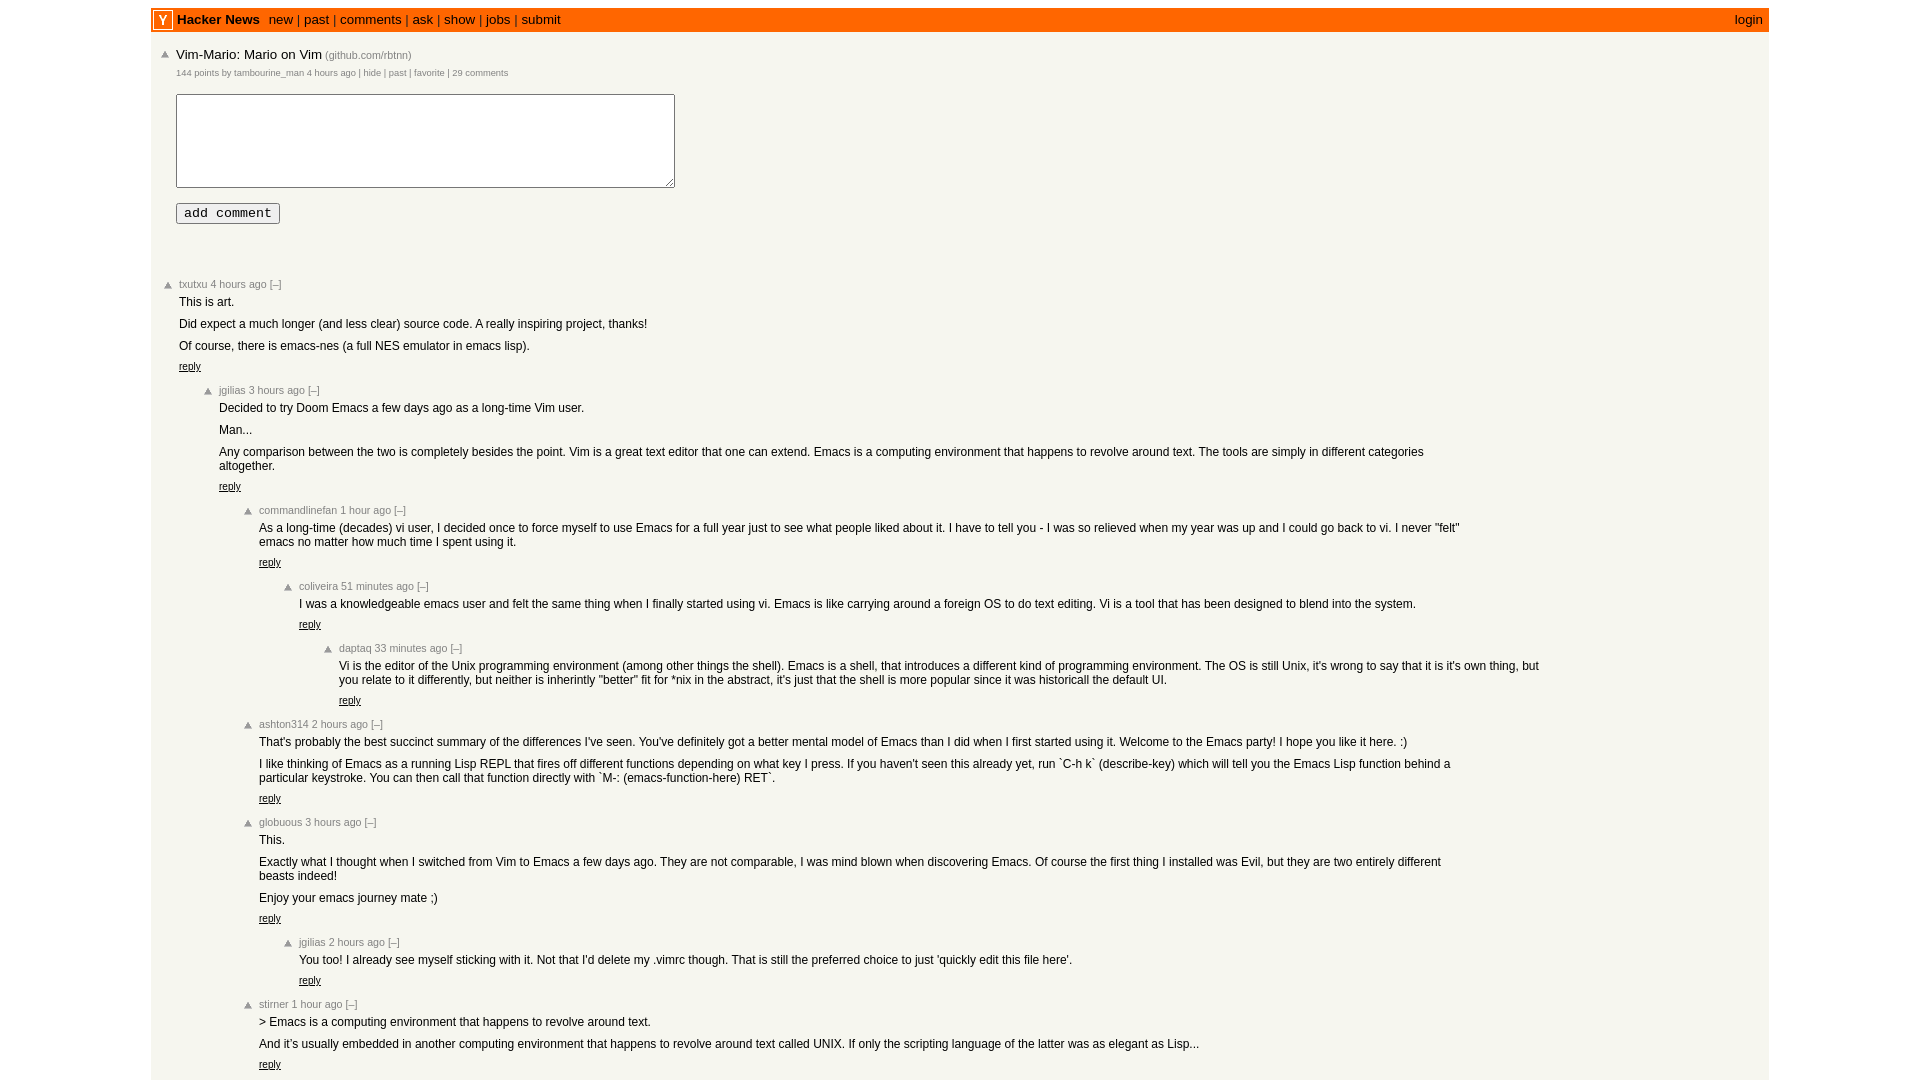 Y Hacker News new | past | comments | ask | show | jobs | submit login
Vim-Mario: Mario on Vim (github.com/rbtnn)
144 points by tambourine_man 4 hours ago | hide | past | favorite | 29 comments
add comment
txutxu 4 hours ago [–]
This is art.
Did expect a much longer (and less clear) source code. A really inspiring project, thanks!
Of course, there is emacs-nes (a full NES emulator in emacs lisp).
reply
jgilias 3 hours ago [–]
Decided to try Doom Emacs a few days ago as a long-time Vim user.
Man...
Any comparison between the two is completely besides the point. Vim is a great text editor that one can extend. Emacs is a computing environment that happens to revolve around text. The tools are simply in different categories
altogether.
reply
commandlinefan 1 hour ago [–]
As a long-time (decades) vi user, I decided once to force myself to use Emacs for a full year just to see what people liked about it. I have to tell you - I was so relieved when my year was up and I could go back to vi. I never "felt"
emacs no matter how much time I spent using it.
reply
coliveira 51 minutes ago [–]
I was a knowledgeable emacs user and felt the same thing when I finally started using vi. Emacs is like carrying around a foreign OS to do text editing. Vi is a tool that has been designed to blend into the system.
reply
daptaq 33 minutes ago [–]
Vi is the editor of the Unix programming environment (among other things the shell). Emacs is a shell, that introduces a different kind of programming environment. The OS is still Unix, it's wrong to say that it is it's own thing, but
you relate to it differently, but neither is inherintly "better" fit for *nix in the abstract, it's just that the shell is more popular since it was historicall the default UI.
reply
ashton314 2 hours ago [–]
That's probably the best succinct summary of the differences I've seen. You've definitely got a better mental model of Emacs than I did when I first started using it. Welcome to the Emacs party! I hope you like it here. :)
I like thinking of Emacs as a running Lisp REPL that fires off different functions depending on what key I press. If you haven't seen this already yet, run `C-h k` (describe-key) which will tell you the Emacs Lisp function behind a
particular keystroke. You can then call that function directly with `M-: (emacs-function-here) RET`.
reply
globuous 3 hours ago [–]
This.
Exactly what I thought when I switched from Vim to Emacs a few days ago. They are not comparable, I was mind blown when discovering Emacs. Of course the first thing I installed was Evil, but they are two entirely different
beasts indeed!
Enjoy your emacs journey mate ;)
reply
jgilias 2 hours ago [–]
You too! I already see myself sticking with it. Not that I'd delete my .vimrc though. That is still the preferred choice to just 'quickly edit this file here'.
reply
stirner 1 hour ago [–]
> Emacs is a computing environment that happens to revolve around text.
And it’s usually embedded in another computing environment that happens to revolve around text called UNIX. If only the scripting language of the latter was as elegant as Lisp...
reply